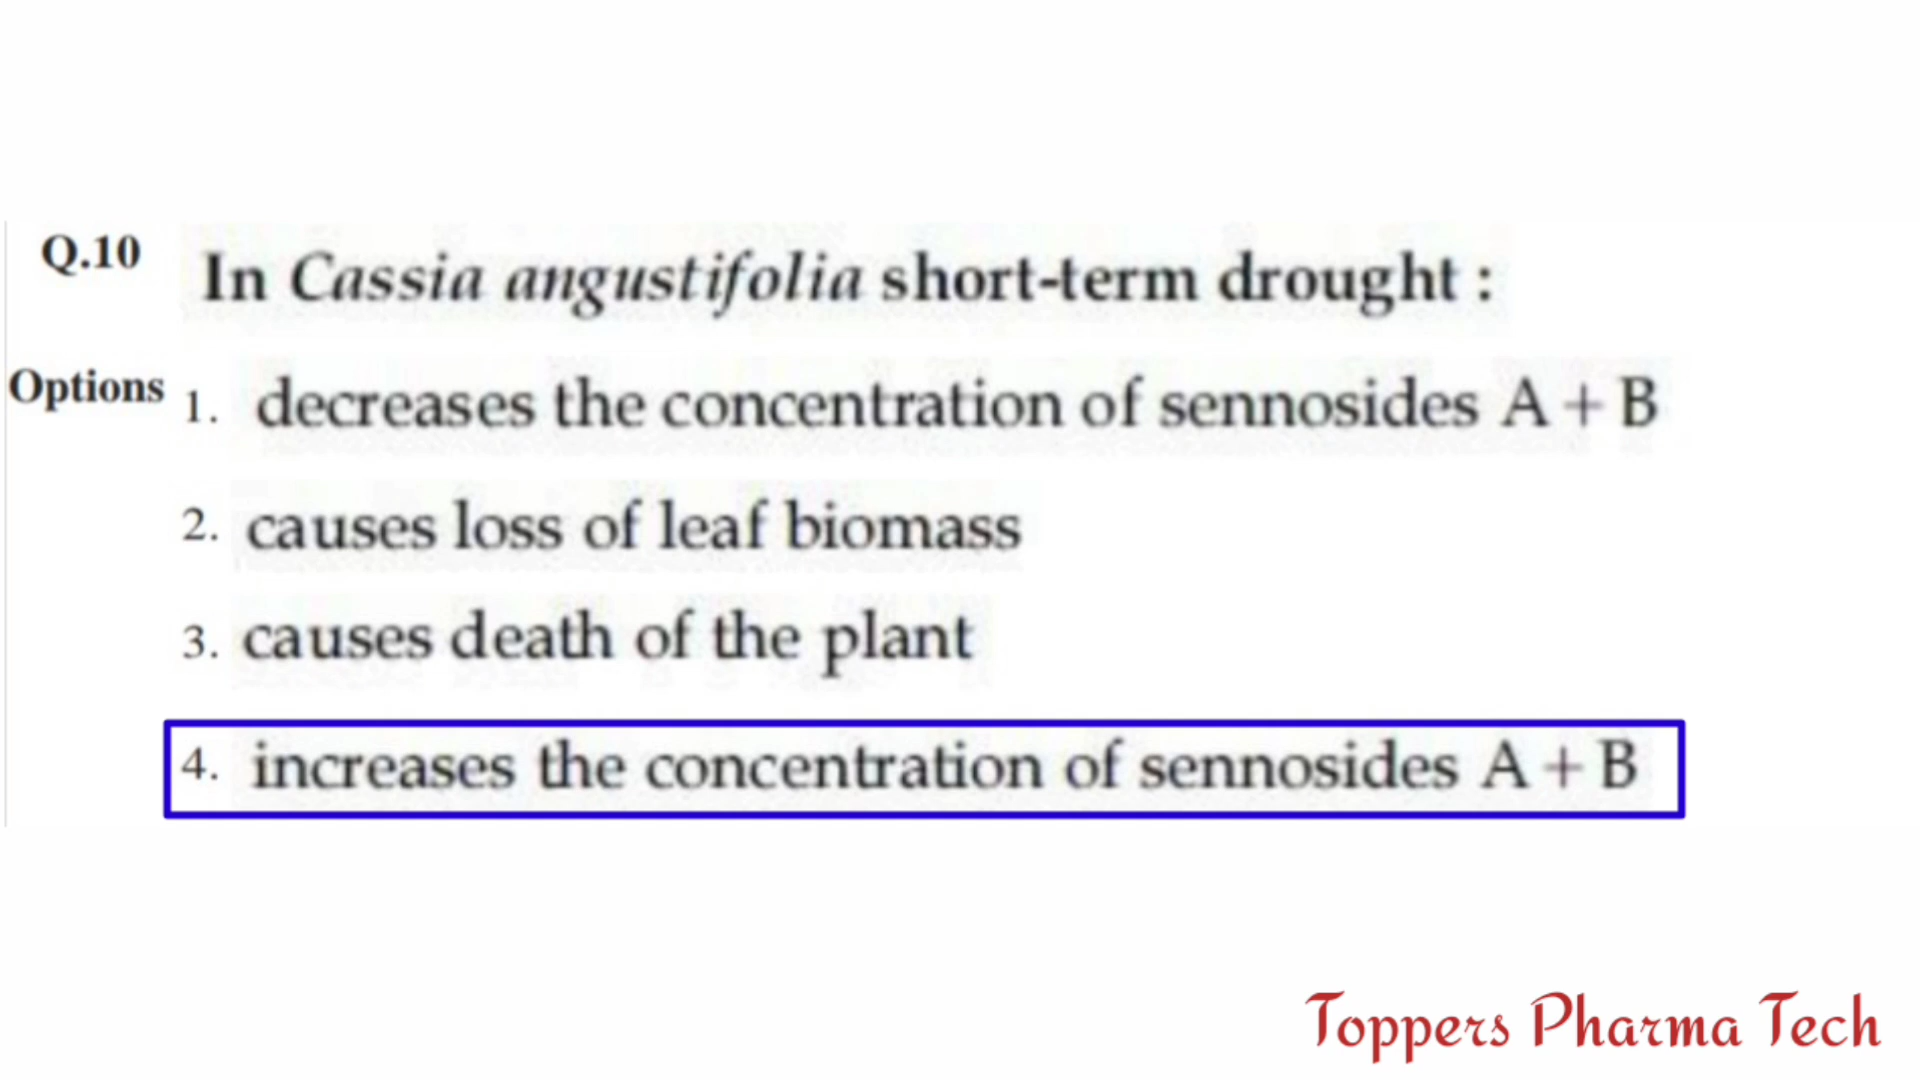 Q.10 In Cassia angustifolia short-term drought :
Options 1. decreases the concentration of sennosides A + B
2. causes loss of leaf biomass
3. causes death of the plant
4. increases the concentration of sennosides A + B
Toppers Pharma Tech